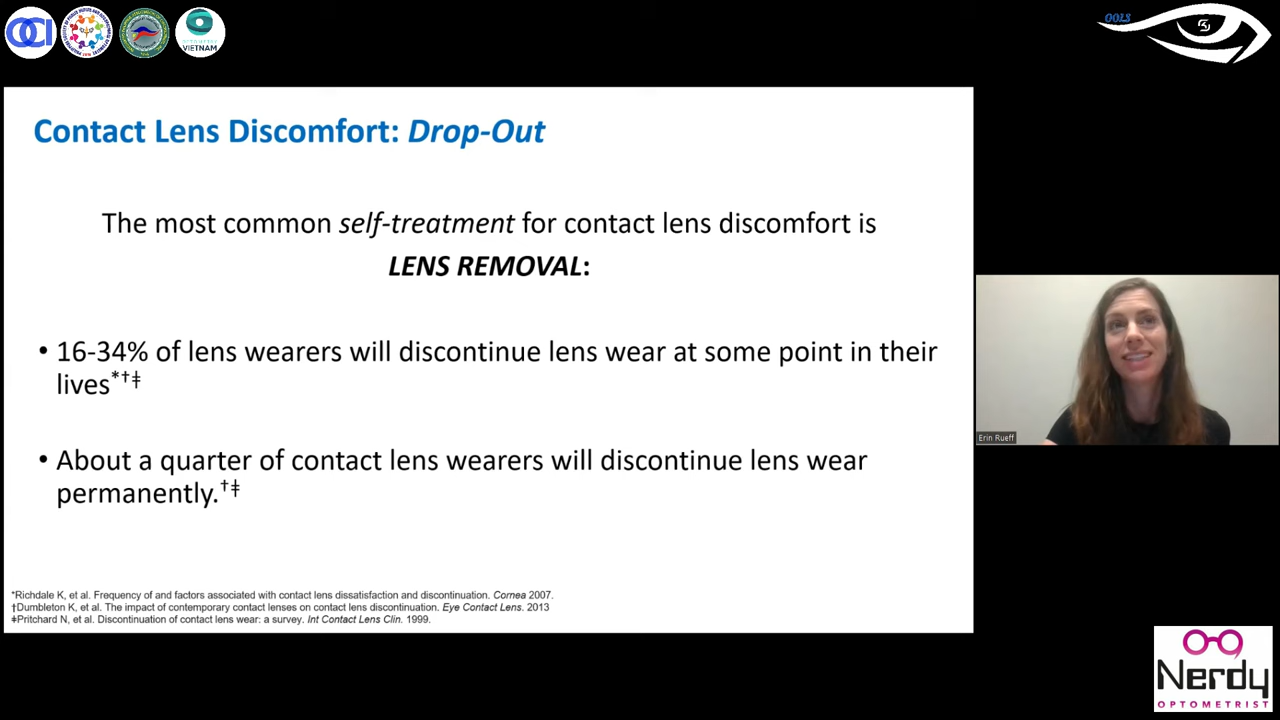 OCI
VIETNAM
OOLS
Contact Lens Discomfort: Drop-Out
The most common self-treatment for contact lens discomfort is
LENS REMOVAL:
• 16-34% of lens wearers will discontinue lens wear at some point in their
lives*†ǂ
• About a quarter of contact lens wearers will discontinue lens wear
permanently.†ǂ
Erin Rueff
*Richdale K, et al. Frequency of and factors associated with contact lens dissatisfaction and discontinuation. Cornea 2007.
†Dumbleton K, et al. The impact of contemporary contact lenses on contact lens discontinuation. Eye Contact Lens. 2013
ǂPritchard N, et al. Discontinuation of contact lens wear: a survey. Int Contact Lens Clin. 1999.
Nerdy
OPTOMETRIST